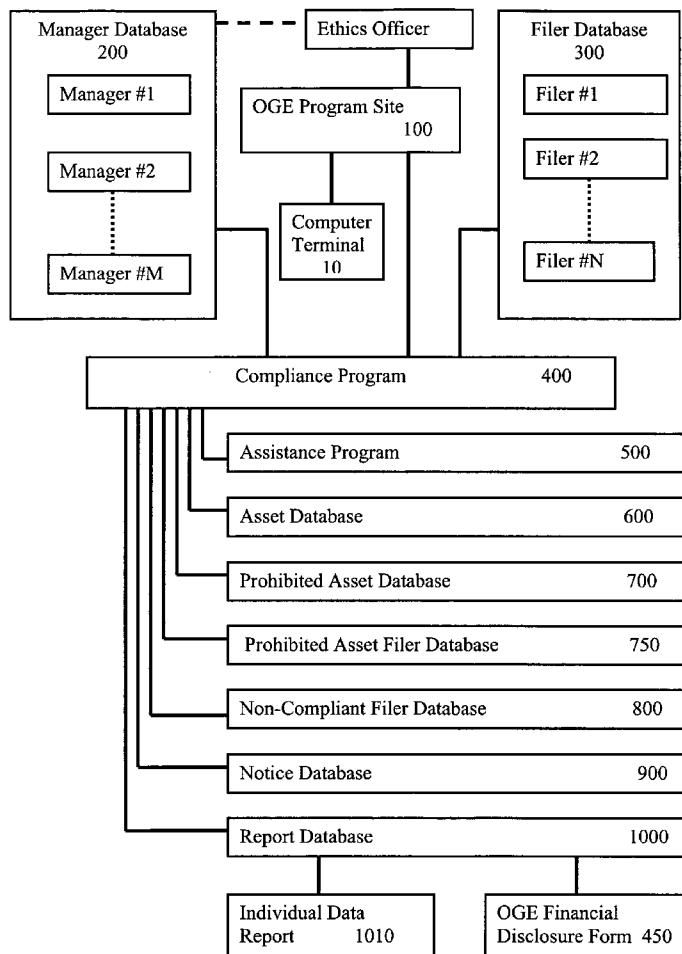 Manager Database
200
Manager #1
Manager #2
Manager #M
Ethics Officer
OGE Program Site
100
Computer
Terminal
10
Filer Database
300
Filer #1
Filer #2
Filer #N
Compliance Program 400
Assistance Program 500
Asset Database 600
Prohibited Asset Database 700
Prohibited Asset Filer Database 750
Non-Compliant Filer Database 800
Notice Database 900
Report Database 1000
Individual Data
Report 1010
OGE Financial
Disclosure Form 450